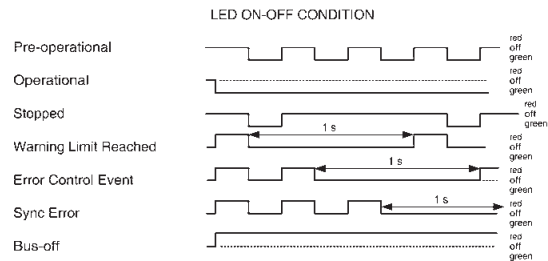 LED ON-OFF CONDITION
Pre-operational
red
off
green
Operational
red
off
green
Stopped
red
off
green
Warning Limit Reached
1 s
red
off
green
Error Control Event
1 s
red
off
green
Sync Error
1 s
red
off
green
Bus-off
red
off
green